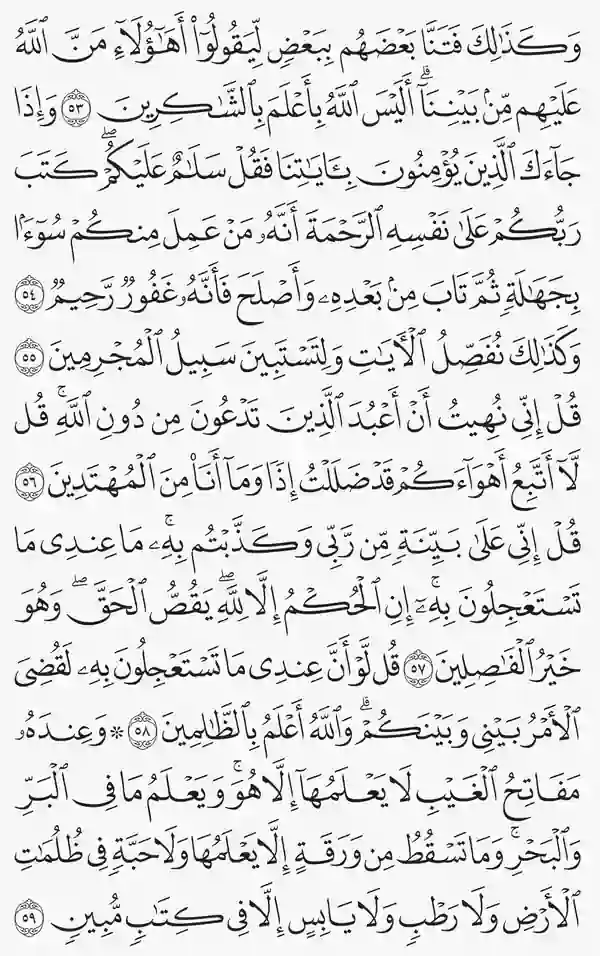 وَكَذَٰلِكَ فَتَنَّا بَعۡضَهُم بِبَعۡضٖ لِّيَقُولُوٓاْ أَهَٰٓؤُلَآءِ مَنَّ ٱللَّهُ
عَلَيۡهِم مِّنۢ بَيۡنِنَآۗ أَلَيۡسَ ٱللَّهُ بِأَعۡلَمَ بِٱلشَّٰكِرِينَ ٥٣ وَإِذَا
جَآءَكَ ٱلَّذِينَ يُؤۡمِنُونَ بِـَٔايَٰتِنَا فَقُلۡ سَلَٰمٌ عَلَيۡكُمۡۖ كَتَبَ
رَبُّكُمۡ عَلَىٰ نَفۡسِهِ ٱلرَّحۡمَةَ أَنَّهُۥ مَنۡ عَمِلَ مِنكُمۡ سُوٓءَۢا
بِجَهَٰلَةٖ ثُمَّ تَابَ مِنۢ بَعۡدِهِۦ وَأَصۡلَحَ فَأَنَّهُۥ غَفُورٞ رَّحِيمٞ ٥٤
وَكَذَٰلِكَ نُفَصِّلُ ٱلۡأٓيَٰتِ وَلِتَسۡتَبِينَ سَبِيلُ ٱلۡمُجۡرِمِينَ ٥٥
قُلۡ إِنِّي نُهِيتُ أَنۡ أَعۡبُدَ ٱلَّذِينَ تَدۡعُونَ مِن دُونِ ٱللَّهِۚ قُل
لَّآ أَتَّبِعُ أَهۡوَآءَكُمۡ قَدۡ ضَلَلۡتُ إِذٗا وَمَآ أَنَا۠ مِنَ ٱلۡمُهۡتَدِينَ ٥٦
قُلۡ إِنِّي عَلَىٰ بَيِّنَةٖ مِّن رَّبِّي وَكَذَّبۡتُم بِهِۦۚ مَا عِندِي مَا
تَسۡتَعۡجِلُونَ بِهِۦٓۚ إِنِ ٱلۡحُكۡمُ إِلَّا لِلَّهِۖ يَقُصُّ ٱلۡحَقَّۖ وَهُوَ
خَيۡرُ ٱلۡفَٰصِلِينَ ٥٧ قُل لَّوۡ أَنَّ عِندِي مَا تَسۡتَعۡجِلُونَ بِهِۦ لَقُضِيَ
ٱلۡأَمۡرُ بَيۡنِي وَبَيۡنَكُمۡۗ وَٱللَّهُ أَعۡلَمُ بِٱلظَّٰلِمِينَ ٥٨ ۞ وَعِندَهُۥ
مَفَاتِحُ ٱلۡغَيۡبِ لَا يَعۡلَمُهَآ إِلَّا هُوَۚ وَيَعۡلَمُ مَا فِي ٱلۡبَرِّ
وَٱلۡبَحۡرِۚ وَمَا تَسۡقُطُ مِن وَرَقَةٍ إِلَّا يَعۡلَمُهَا وَلَا حَبَّةٖ فِي ظُلُمَٰتِ
ٱلۡأَرۡضِ وَلَا رَطۡبٖ وَلَا يَابِسٍ إِلَّا فِي كِتَٰبٖ مُّبِينٖ ٥٩